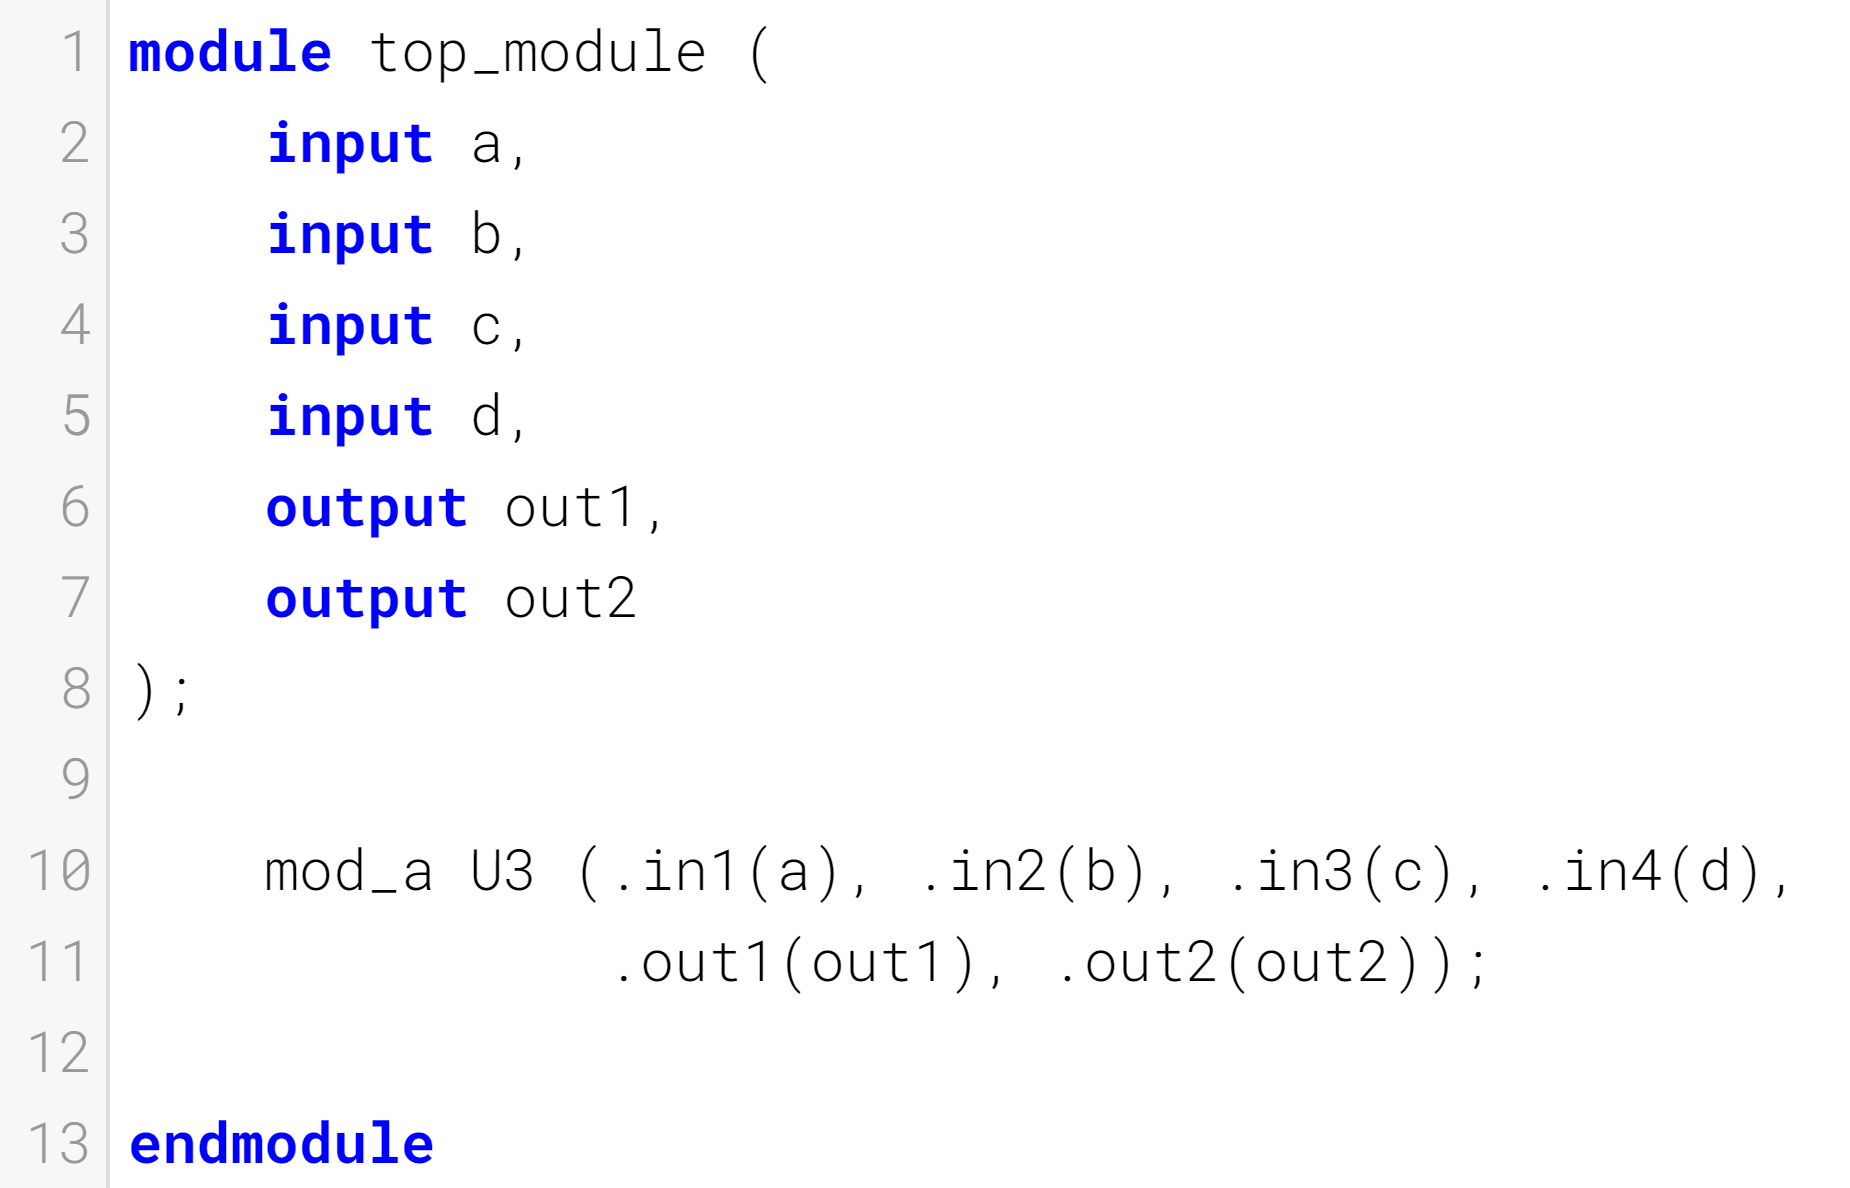 1 module top_module (
2     input a,
3     input b,
4     input c,
5     input d,
6     output out1,
7     output out2
8 );
9
10     mod_a U3 (.in1(a), .in2(b), .in3(c), .in4(d),
11               .out1(out1), .out2(out2));
12
13 endmodule